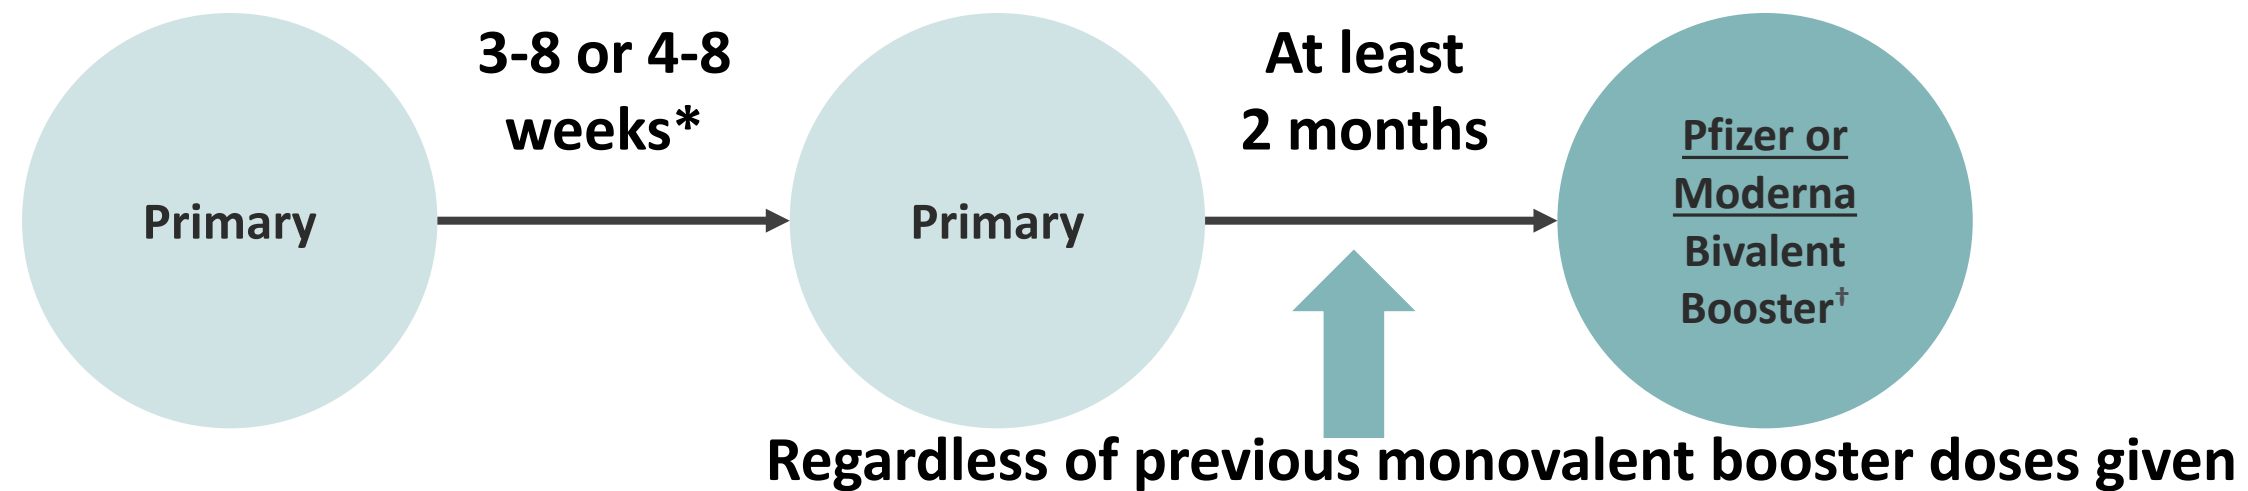 Primary
3-8 or 4-8
weeks*
Primary
At least
2 months
Pfizer or
Moderna
Bivalent
Booster†
Regardless of previous monovalent booster doses given